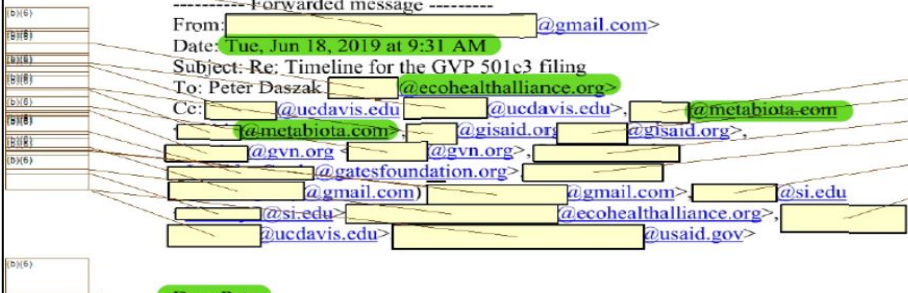 ---------- Forwarded message ---------
From: @gmail.com>
Date: Tue, Jun 18, 2019 at 9:31 AM
Subject: Re: Timeline for the GVP 501c3 filing
To: Peter Daszak @ecohealthalliance.org>
Cc: @ucdavis.edu @ucdavis.edu>, @metabiota.com
@metabiota.com>, @gisaid.org @gisaid.org>,
@gvn.org @gvn.org>,
@gatesfoundation.org>
@gmail.com) @gmail.com>, @si.edu
@si.edu> @ecohealthalliance.org>,
@ucdavis.edu> @usaid.gov>
(b)(6)
(b)(6)
(b)(6)
(b)(6)
(b)(6)
(b)(6)
(b)(6)
(b)(6)
(b)(6)